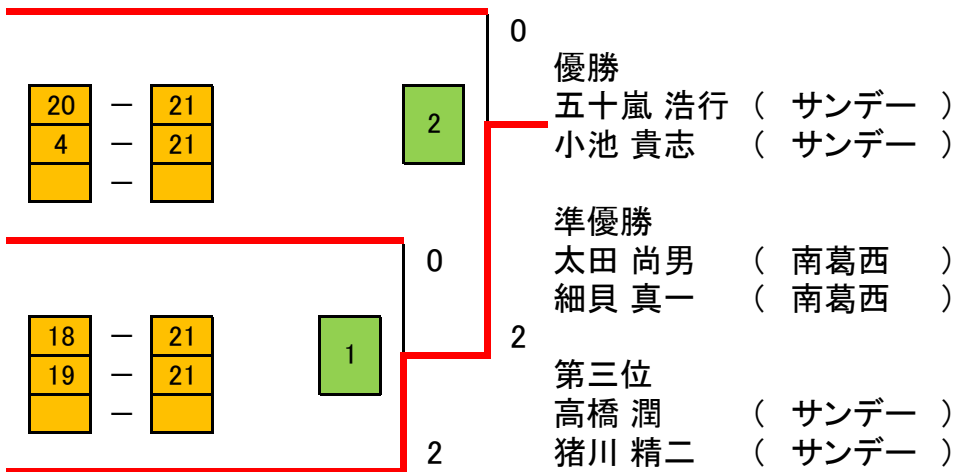 0
優勝
20 － 21
五十嵐 浩行 （ サンデー ）
2
4 － 21
小池 貴志 （ サンデー ）
－
準優勝
0
太田 尚男 （ 南葛西 ）
細貝 真一 （ 南葛西 ）
18 － 21
2
1
19 － 21
第三位
－
高橋 潤 （ サンデー ）
2
猪川 精二 （ サンデー ）